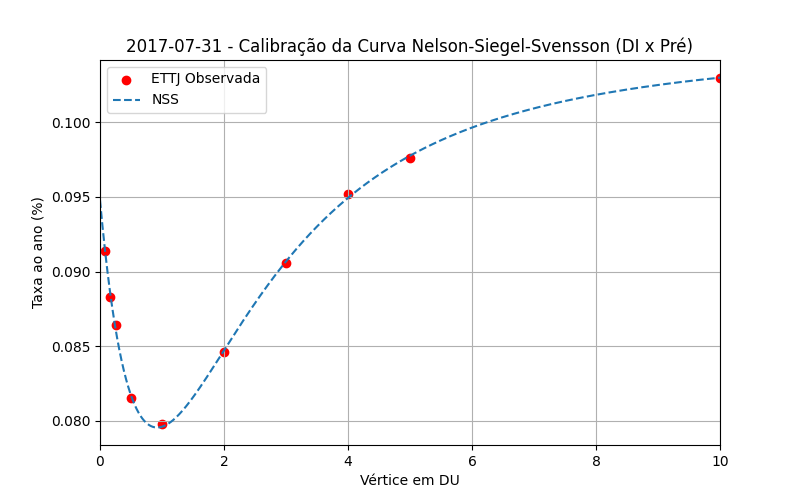 2017-07-31 - Calibração da Curva Nelson-Siegel-Svensson (DI x Pré)
ETTJ Observada
NSS
Taxa ao ano (%)
0.100
0.095
0.090
0.085
0.080
0 2 4 6 8 10
Vértice em DU